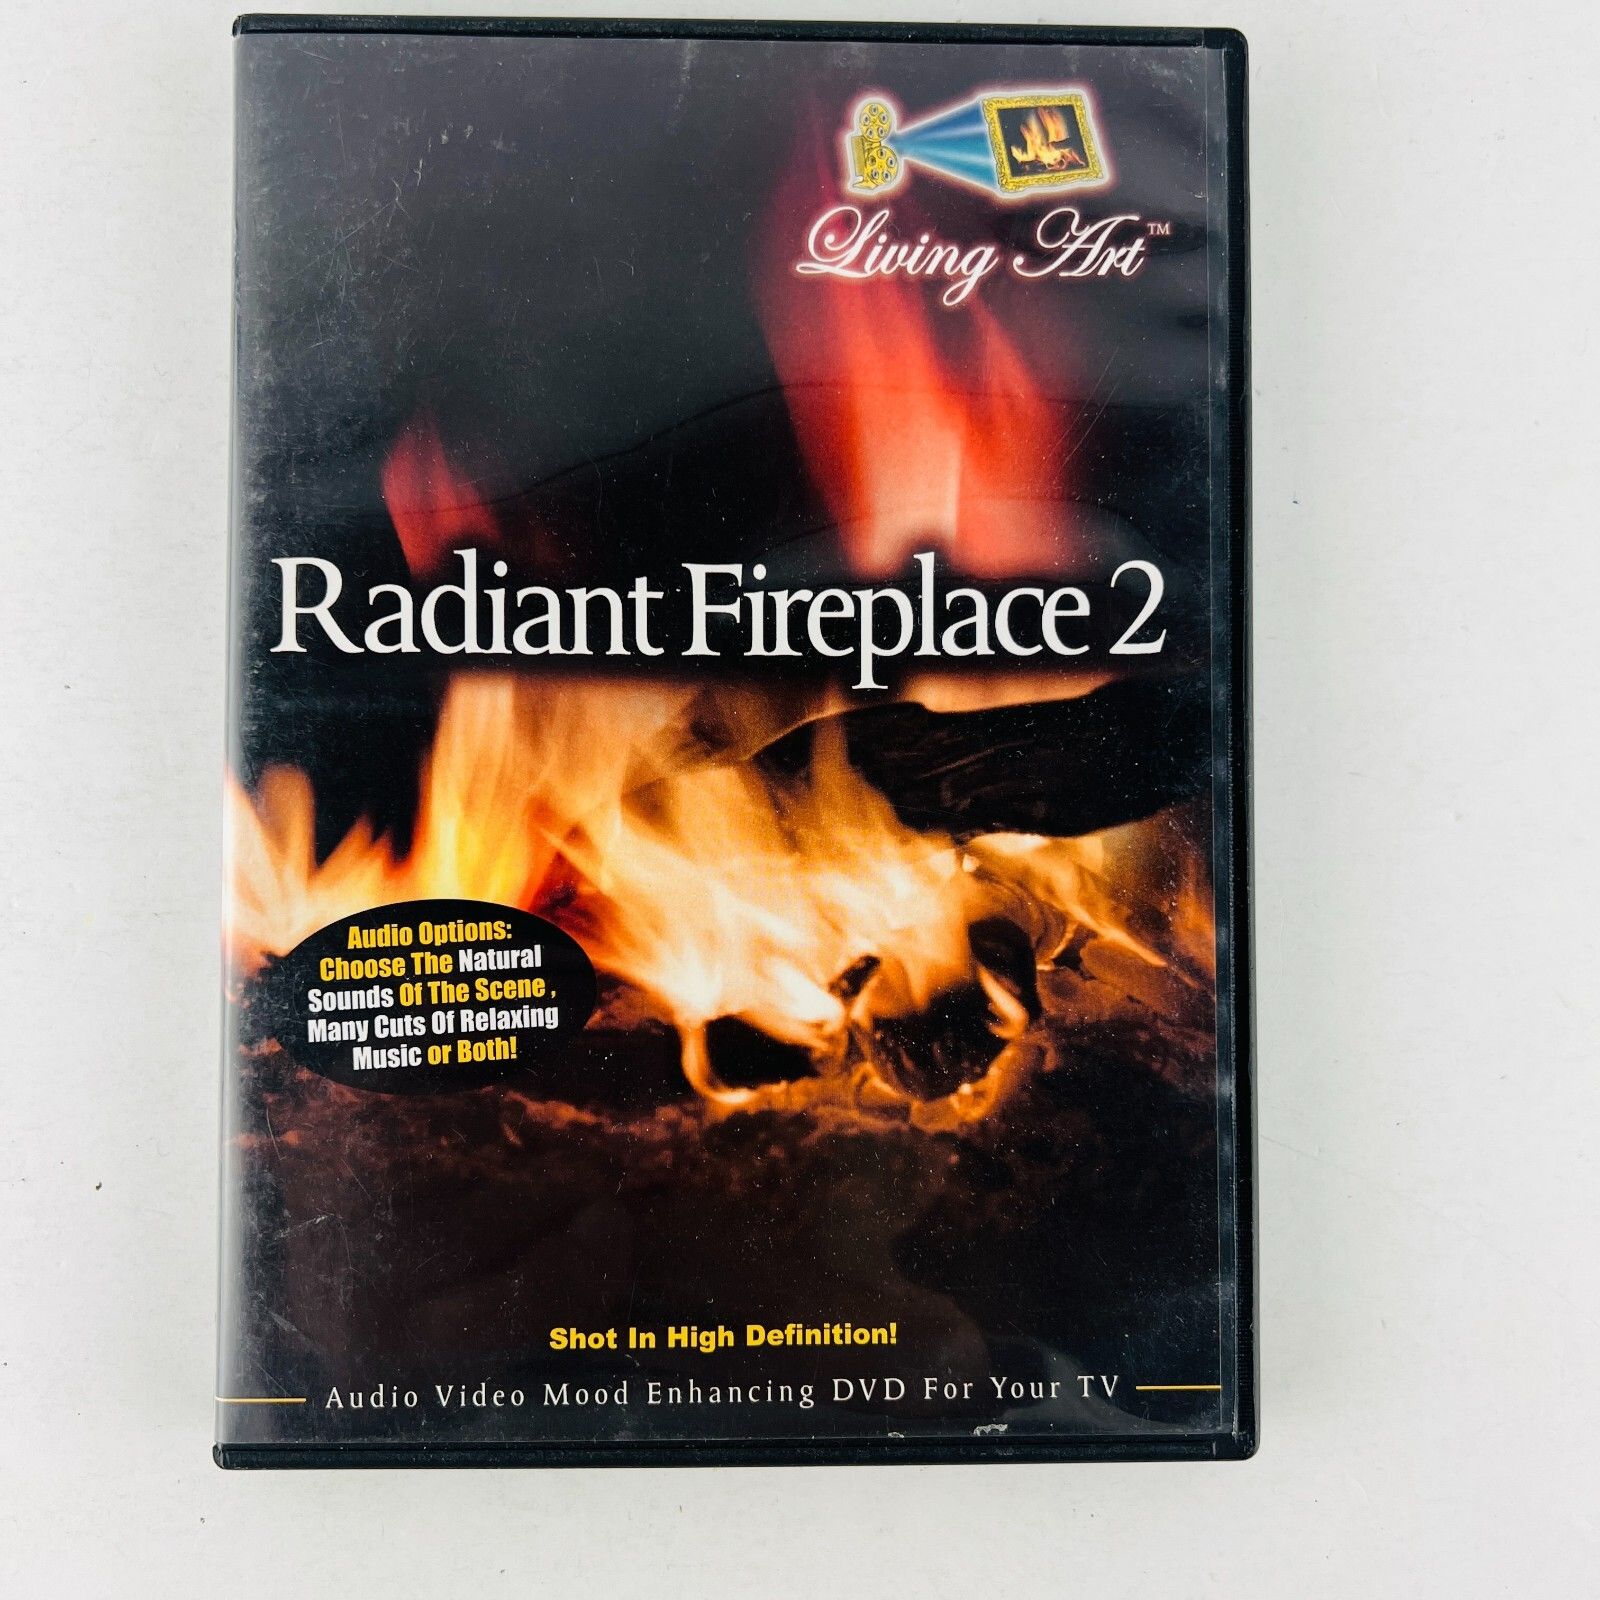 Living Art™
Radiant Fireplace 2
Audio Options:
Choose The Natural
Sounds Of The Scene,
Many Cuts Of Relaxing
Music or Both!
Shot In High Definition!
Audio Video Mood Enhancing DVD For Your TV